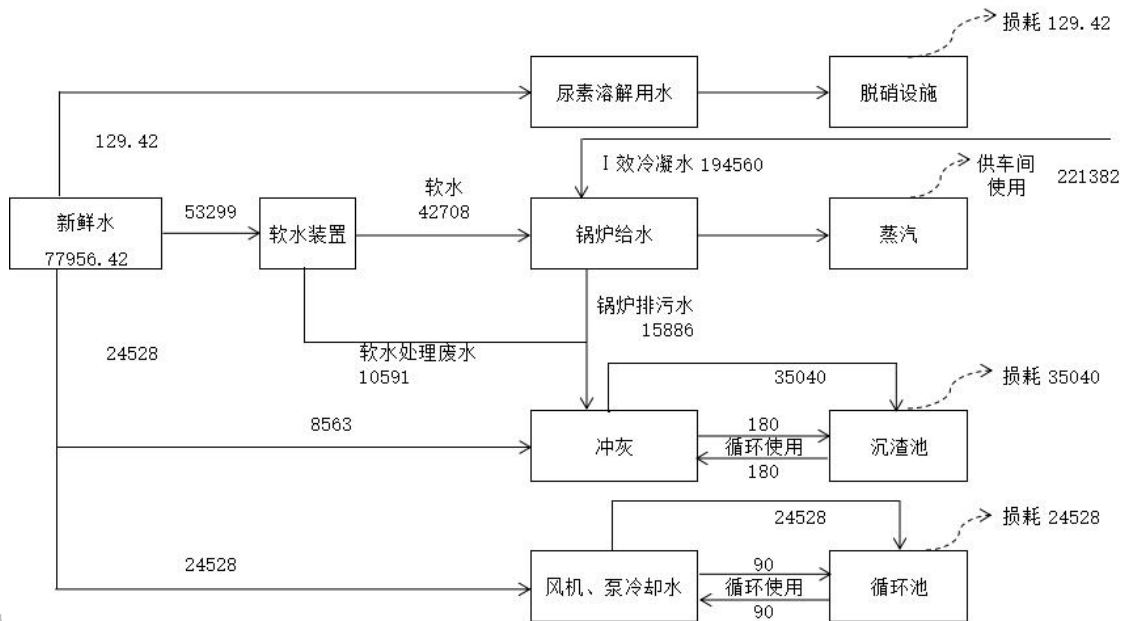 损耗 129.42
尿素溶解用水
脱硝设施
129.42
Ⅰ效冷凝水 194560
供车间
使用
221382
软水
42708
53299
新鲜水
77956.42
软水装置
锅炉给水
蒸汽
锅炉排污水
15886
24528
软水处理废水
10591
35040
损耗 35040
8563
冲灰
180
循环使用
180
沉渣池
24528
损耗 24528
24528
风机、泵冷却水
90
循环使用
90
循环池